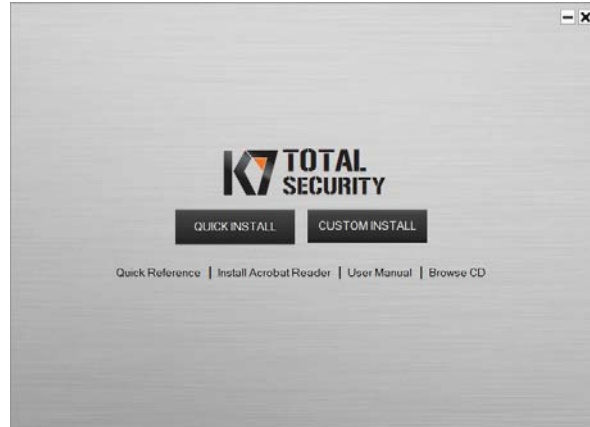 K7 TOTAL
SECURITY
QUICK INSTALL CUSTOM INSTALL
Quick Reference | Install Acrobat Reader | User Manual | Browse CD